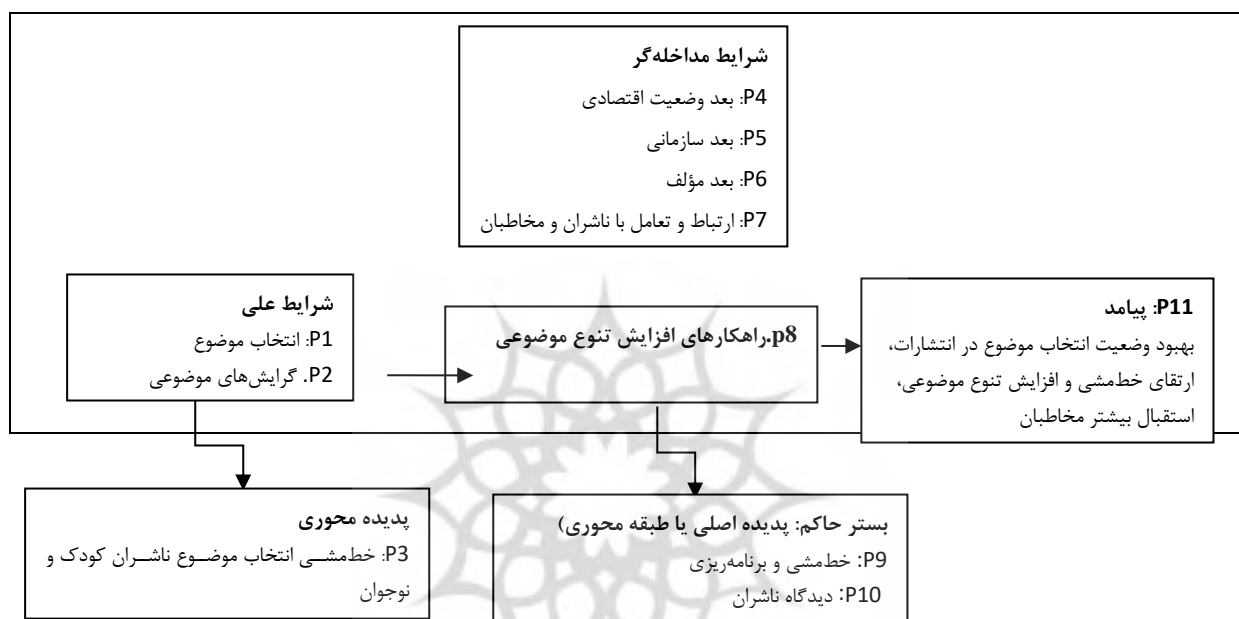 شرایط مداخله‌گر
P4: بعد وضعیت اقتصادی
P5: بعد سازمانی
P6: بعد مؤلف
P7: ارتباط و تعامل با ناشران و مخاطبان
شرایط علی
P1: انتخاب موضوع
P2. گرایش‌های موضوعی
p8.راهکارهای افزایش تنوع موضوعی
P11: پیامد
بهبود وضعیت انتخاب موضوع در انتشارات،
ارتقای خط‌مشی و افزایش تنوع موضوعی،
استقبال بیشتر مخاطبان
پدیده محوری
P3: خط‌مشی انتخاب موضوع ناشران کودک و
نوجوان
بستر حاکم: پدیده اصلی یا طبقه محوری)
P9: خط‌مشی و برنامه‌ریزی
P10: دیدگاه ناشران